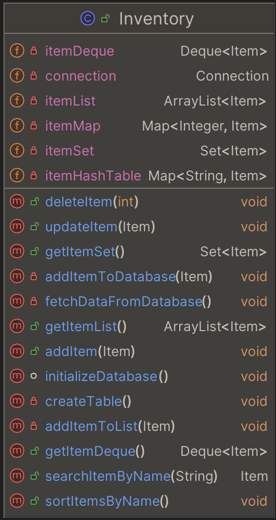 Inventory
itemDeque Deque<Item>
connection Connection
itemList ArrayList<Item>
itemMap Map<Integer, Item>
itemSet Set<Item>
itemHashTable Map<String, Item>
deleteItem(int) void
updateItem(Item) void
getItemSet() Set<Item>
addItemToDatabase(Item) void
fetchDataFromDatabase() void
getItemList() ArrayList<Item>
addItem(Item) void
initializeDatabase() void
createTable() void
addItemToList(Item) void
getItemDeque() Deque<Item>
searchItemByName(String) Item
sortItemsByName() void